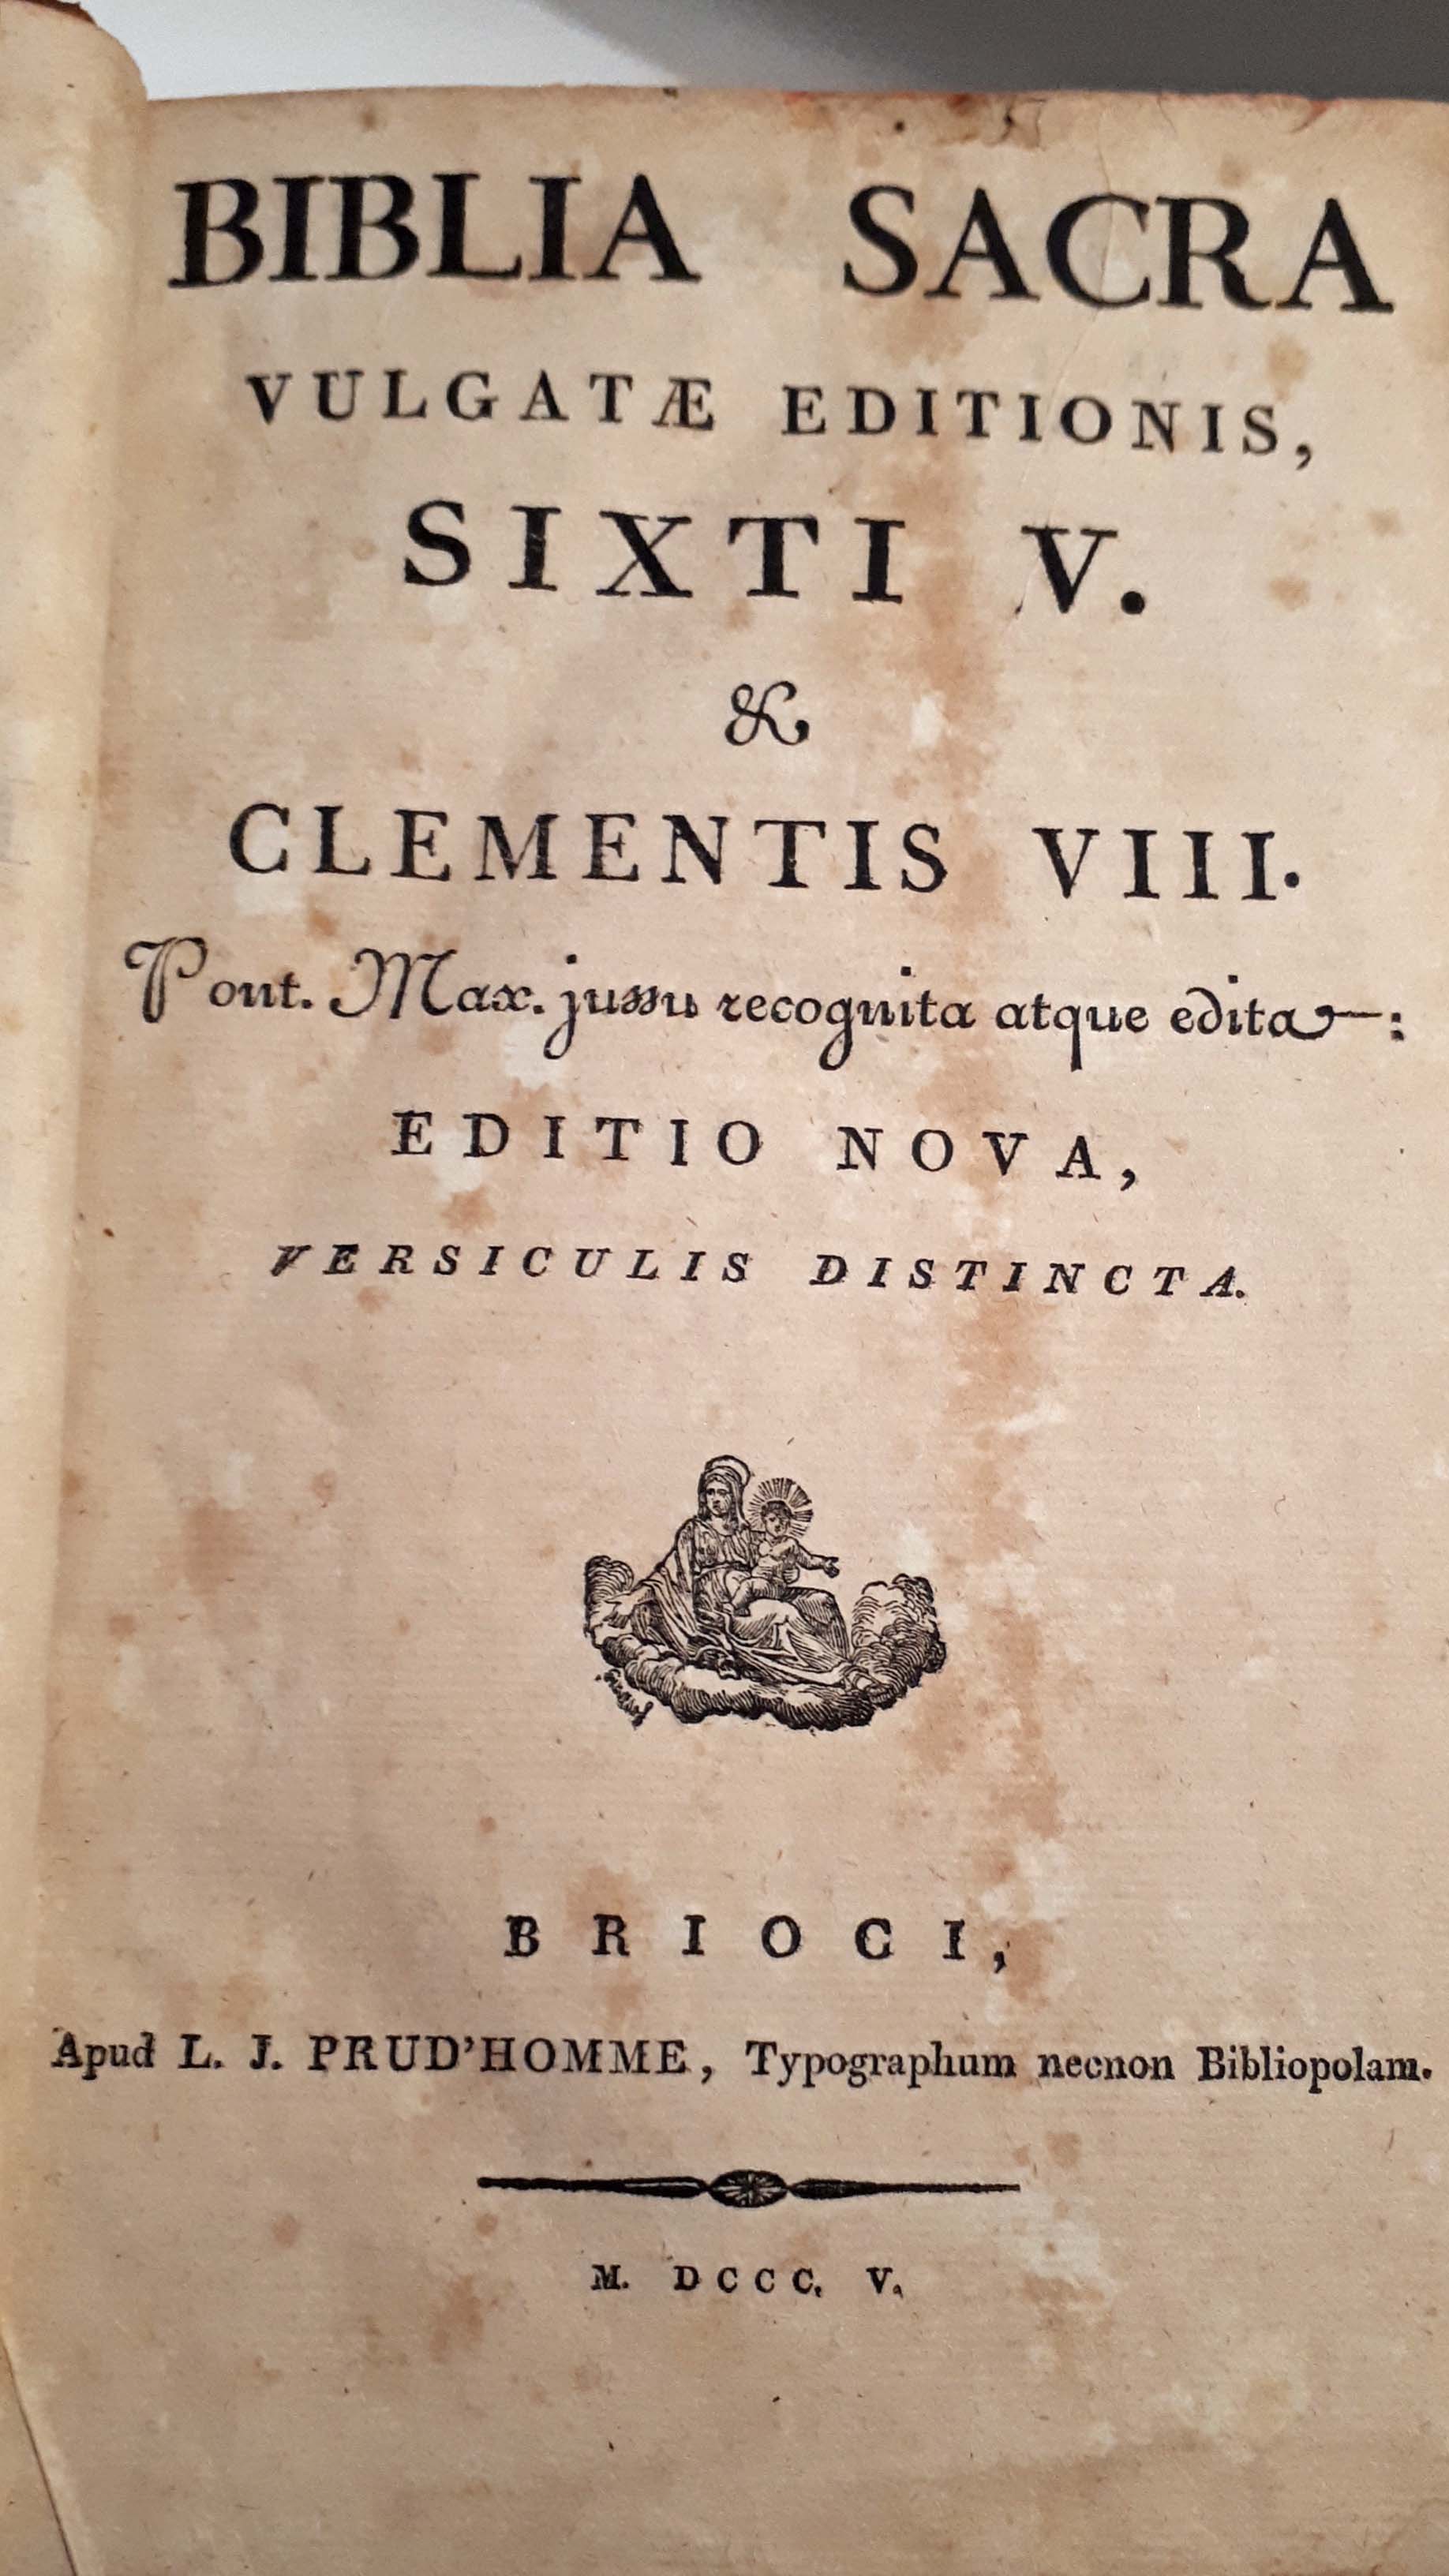 BIBLIA SACRA
VULGATÆ EDITIONIS,
SIXTI V.
&
CLEMENTIS VIII.
Pont. Max. jussu recognita atque edita:
EDITIO NOVA,
VERSICULIS DISTINCTA.
BRIOCI,
Apud L. J. PRUD'HOMME, Typographum necnon Bibliopolam.
M. DCCC. V.